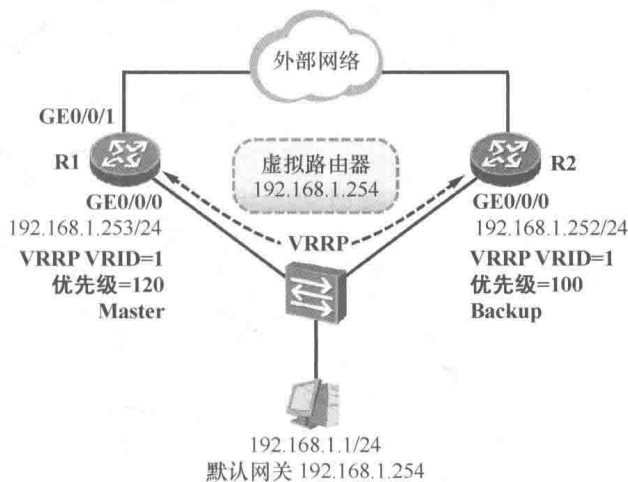 外部网络
GE0/0/1
R1
虚拟路由器
192.168.1.254
R2
GE0/0/0
GE0/0/0
192.168.1.253/24
192.168.1.252/24
VRRP
VRRP VRID=1
优先级=120
Master
VRRP VRID=1
优先级=100
Backup
192.168.1.1/24
默认网关 192.168.1.254